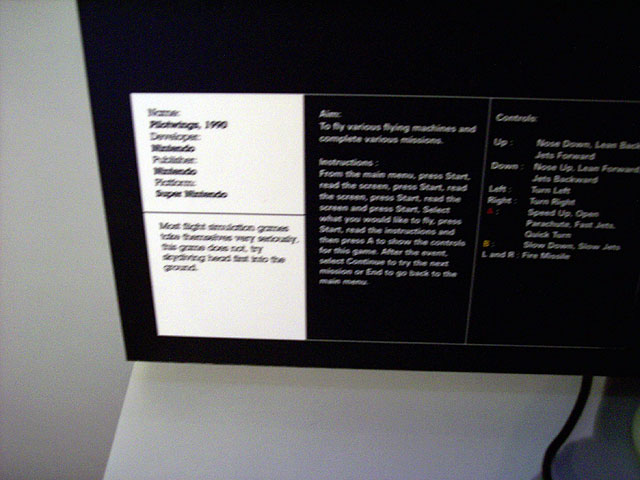 Name:
Pilotwings, 1990
Developer:
Nintendo
Publisher:
Nintendo
Platform:
Super Nintendo
Most flight simulation games
take themselves very seriously,
this game does not, try
skydiving head first into the
ground.
Aim:
To fly various flying machines and
complete various missions.
Instructions :
From the main menu, press Start,
read the screen, press Start, read
the screen, press Start, read the
screen and press Start. Select
what you would like to fly, press
Start, read the instructions and
then press A to show the controls
for this game. After the event,
select Continue to try the next
mission or End to go back to the
main menu.
Controls:
Up : Nose Down, Lean Back
Jets Forward
Down : Nose Up, Lean Forward
Jets Backward
Left : Turn Left
Right : Turn Right
A : Speed Up, Open
Parachute, Fast Jets,
Quick Turn
B : Slow Down, Slow Jets
L and R : Fire Missile